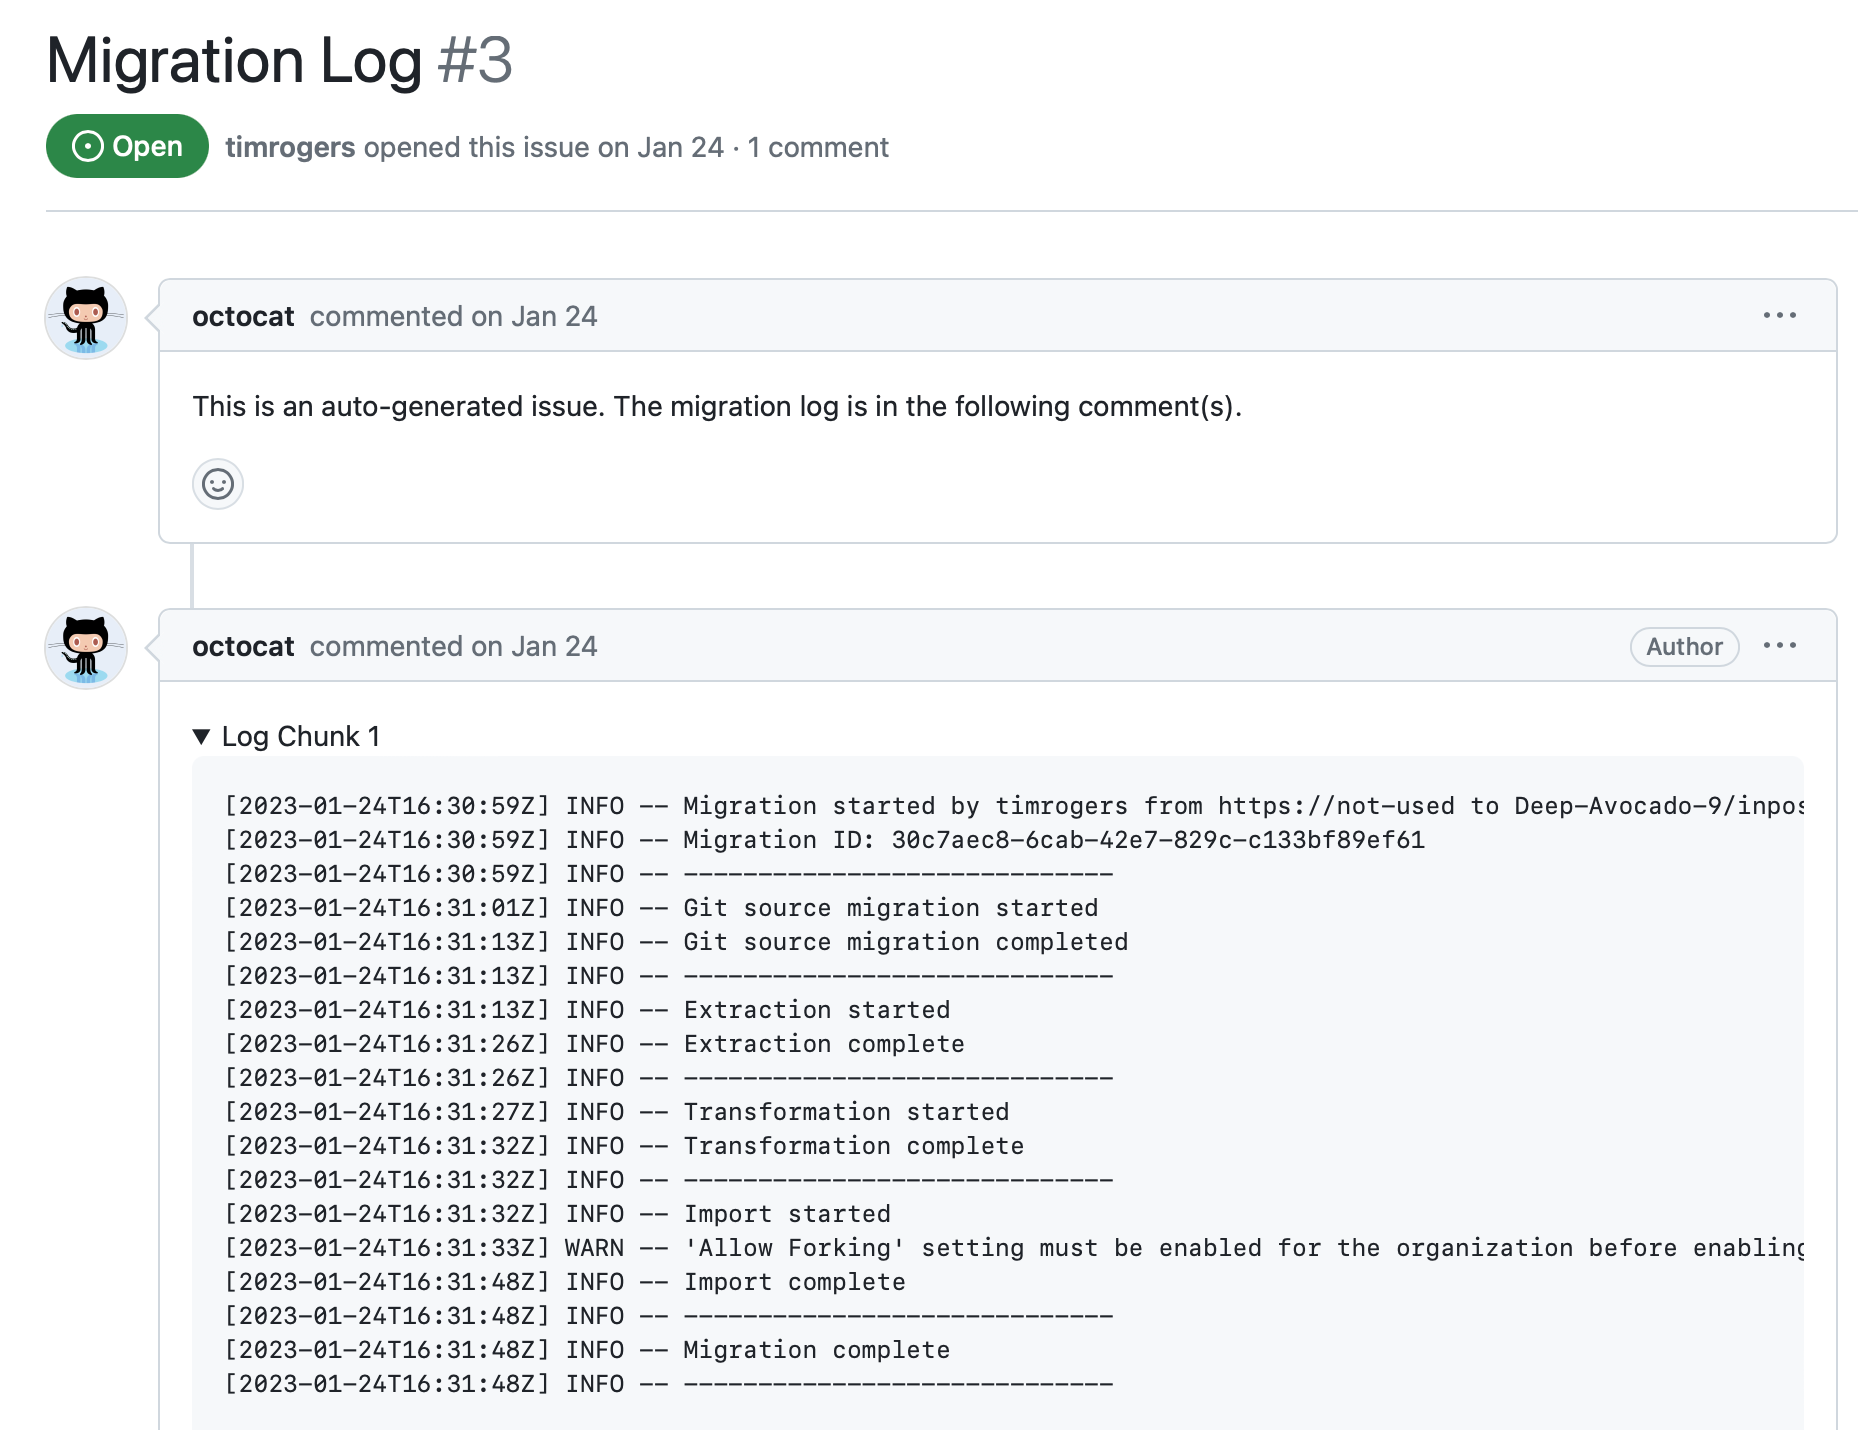 Migration Log #3
Open timrogers opened this issue on Jan 24 · 1 comment
octocat commented on Jan 24
This is an auto-generated issue. The migration log is in the following comment(s).
octocat commented on Jan 24 Author
▼ Log Chunk 1
[2023-01-24T16:30:59Z] INFO -- Migration started by timrogers from https://not-used to Deep-Avocado-9/inpos
[2023-01-24T16:30:59Z] INFO -- Migration ID: 30c7aec8-6cab-42e7-829c-c133bf89ef61
[2023-01-24T16:30:59Z] INFO -- -----------------------------
[2023-01-24T16:31:01Z] INFO -- Git source migration started
[2023-01-24T16:31:13Z] INFO -- Git source migration completed
[2023-01-24T16:31:13Z] INFO -- -----------------------------
[2023-01-24T16:31:13Z] INFO -- Extraction started
[2023-01-24T16:31:26Z] INFO -- Extraction complete
[2023-01-24T16:31:26Z] INFO -- -----------------------------
[2023-01-24T16:31:27Z] INFO -- Transformation started
[2023-01-24T16:31:32Z] INFO -- Transformation complete
[2023-01-24T16:31:32Z] INFO -- -----------------------------
[2023-01-24T16:31:32Z] INFO -- Import started
[2023-01-24T16:31:33Z] WARN -- 'Allow Forking' setting must be enabled for the organization before enabling
[2023-01-24T16:31:48Z] INFO -- Import complete
[2023-01-24T16:31:48Z] INFO -- -----------------------------
[2023-01-24T16:31:48Z] INFO -- Migration complete
[2023-01-24T16:31:48Z] INFO -- -----------------------------